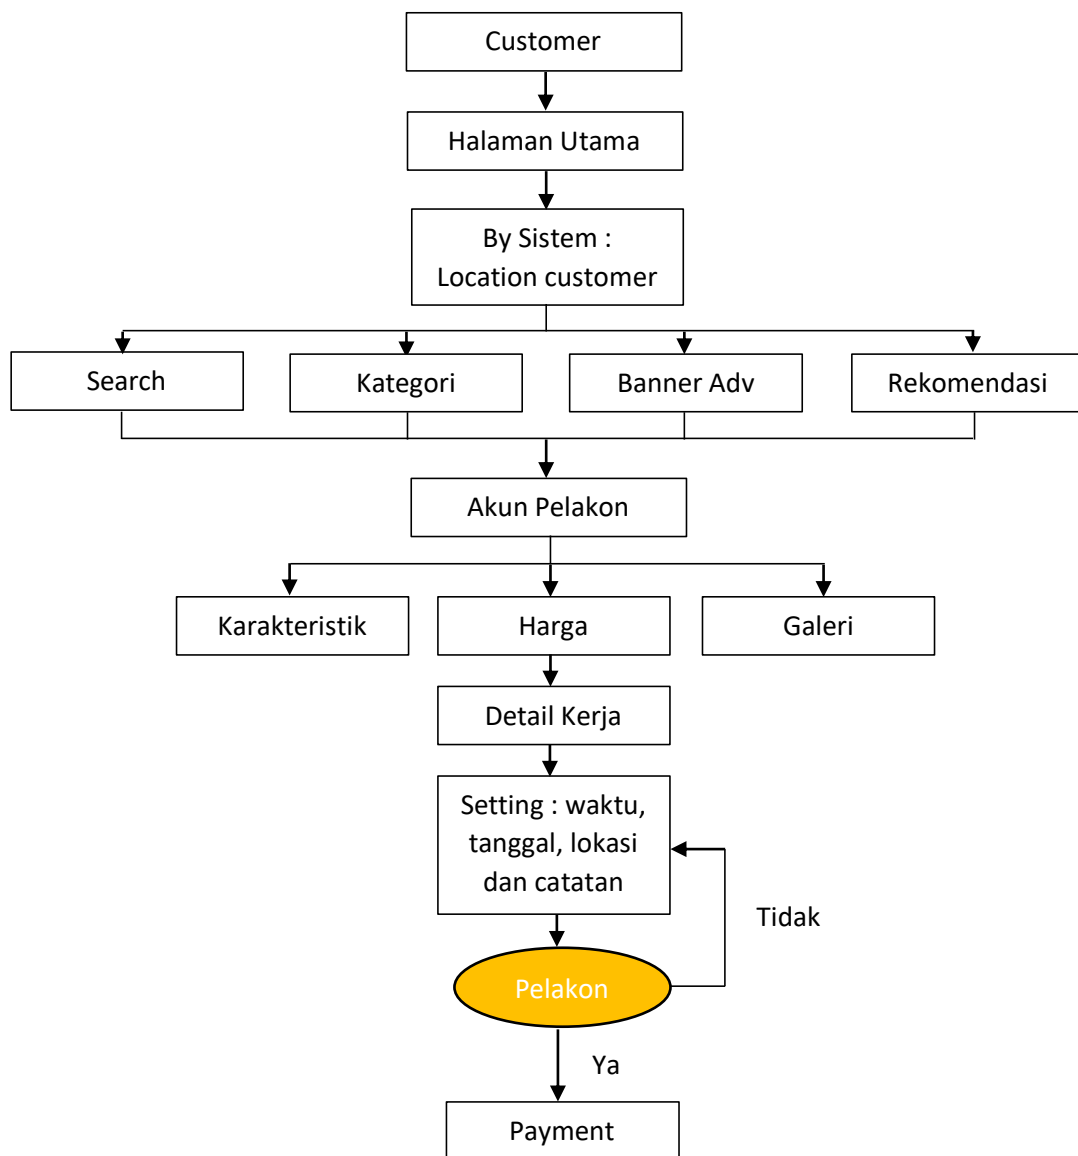 Customer
Halaman Utama
By Sistem :
Location customer
Search
Kategori
Banner Adv
Rekomendasi
Akun Pelakon
Karakteristik
Harga
Galeri
Detail Kerja
Setting : waktu,
tanggal, lokasi
dan catatan
Tidak
Pelakon
Ya
Payment